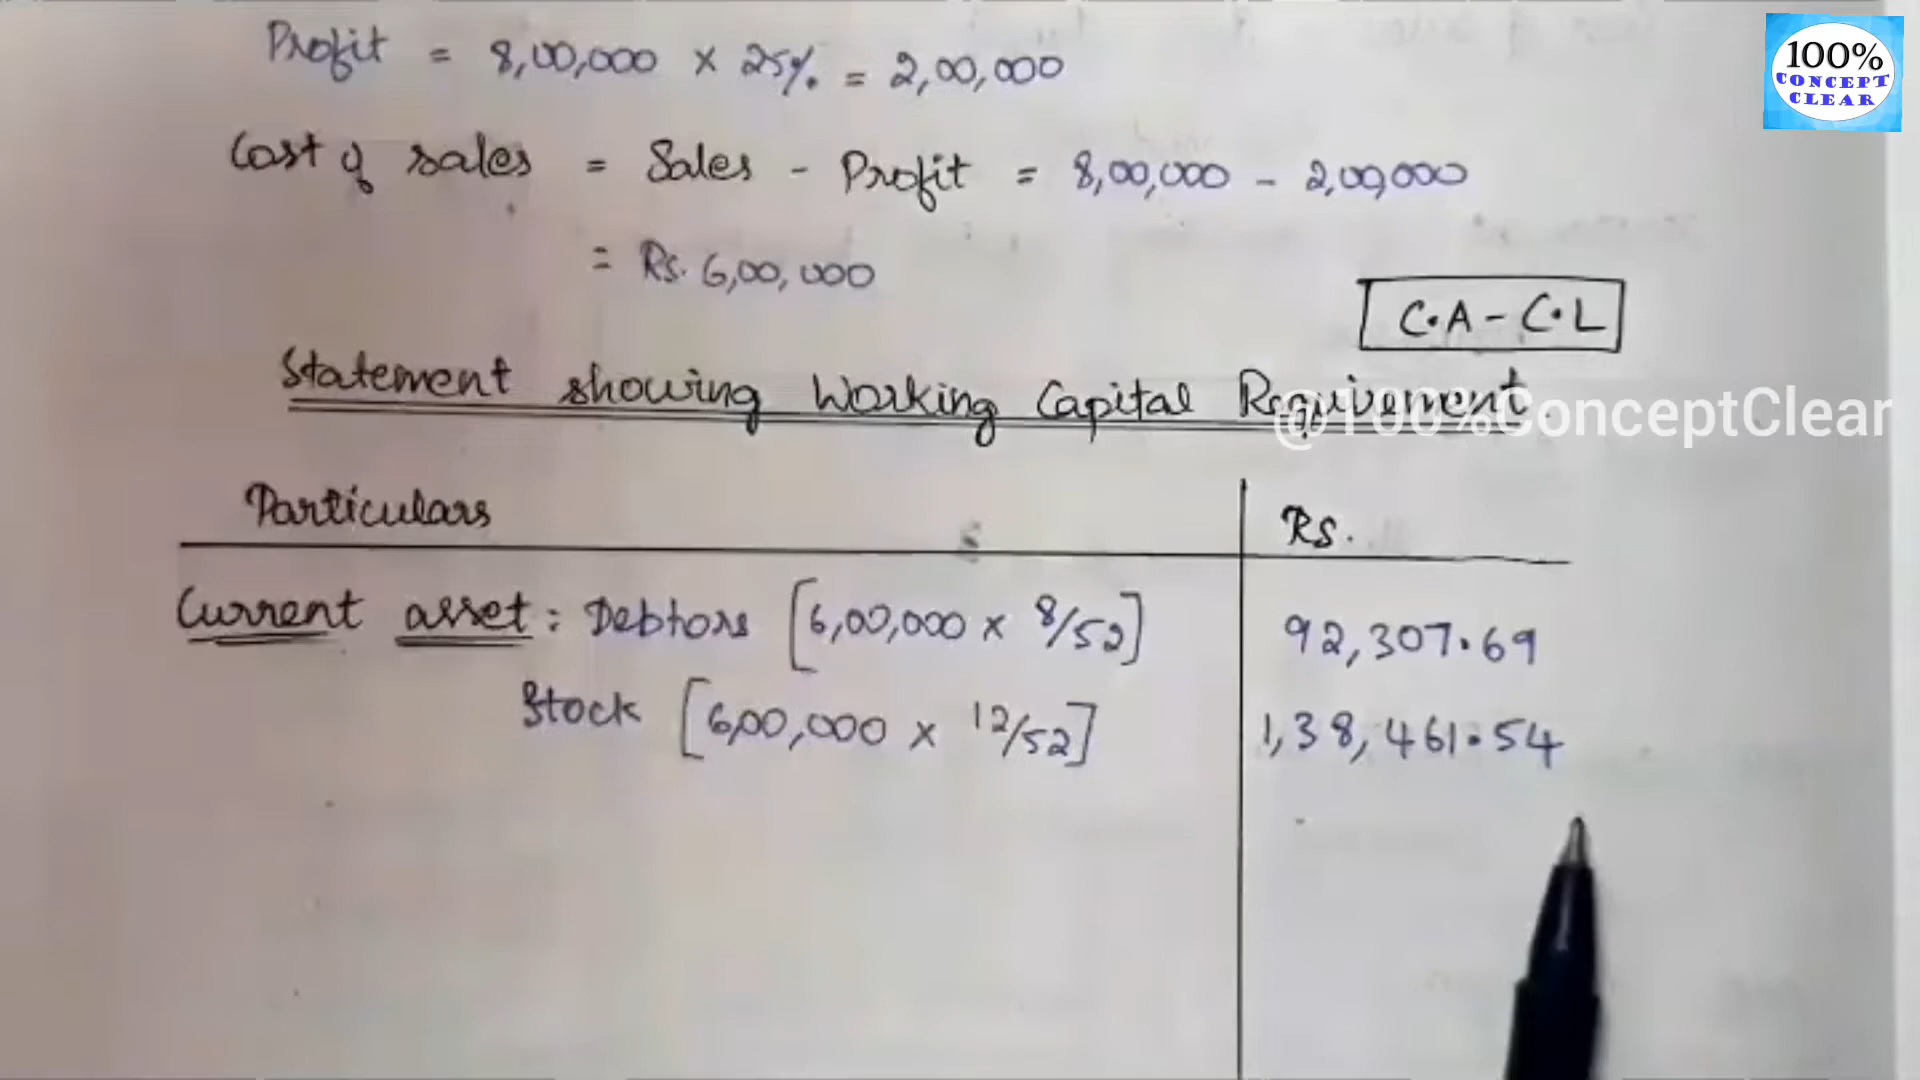 Profit = 8,00,000 × 25% = 2,00,000
100%
CONCEPT
CLEAR
Cost of sales = Sales - Profit = 8,00,000 - 2,00,000
= Rs. 6,00,000
C.A - C.L
Statement showing Working Capital Requirement.
@100%ConceptClear
Particulars Rs.
Current asset : Debtors [6,00,000 × 8/52] 92,307.69
Stock [6,00,000 × 12/52] 1,38,461.54